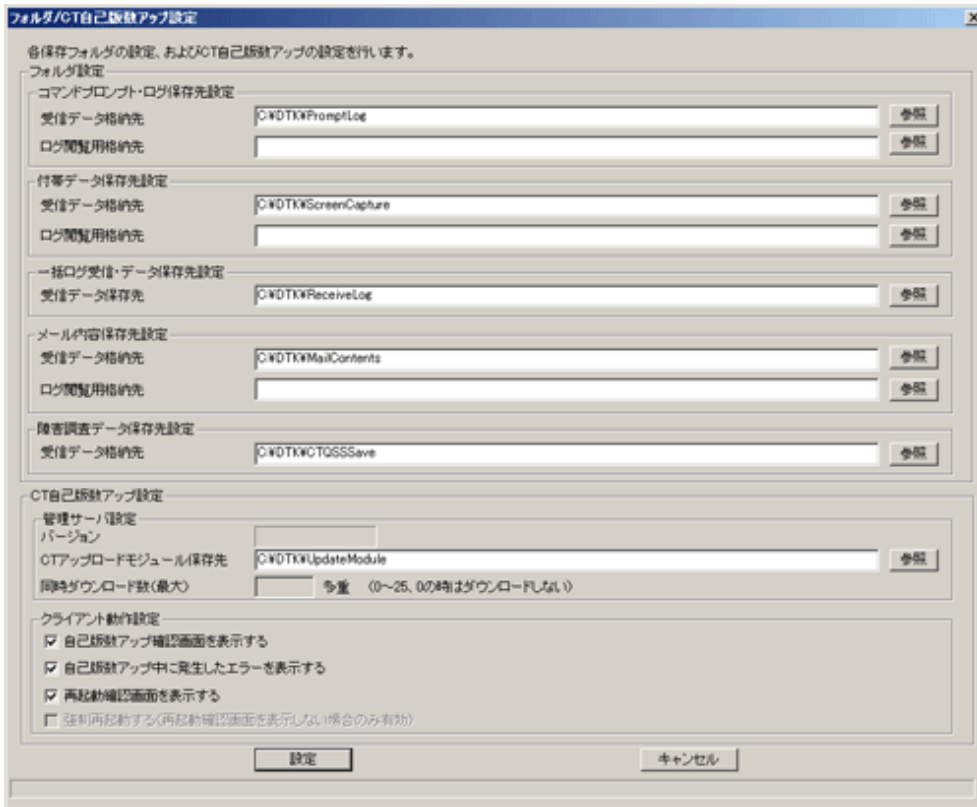 フォルダ/CT自己版数アップ設定
各保存フォルダの設定、およびCT自己版数アップの設定を行います。
フォルダ設定
コマンドプロンプト・ログ保存先設定
受信データ格納先 C:¥DTK¥PromptLog 参照
ログ閲覧用格納先 参照
付帯データ保存先設定
受信データ格納先 C:¥DTK¥ScreenCapture 参照
ログ閲覧用格納先 参照
一括ログ受信・データ保存先設定
受信データ保存先 C:¥DTK¥ReceiveLog 参照
メール内容保存先設定
受信データ格納先 C:¥DTK¥MailContents 参照
ログ閲覧用格納先 参照
障害調査データ保存先設定
受信データ格納先 C:¥DTK¥CTQSSSave 参照
CT自己版数アップ設定
管理サーバ設定
バージョン
CTアップロードモジュール保存先 C:¥DTK¥UpdateModule 参照
同時ダウンロード数(最大) 多重 (0~25、0の時はダウンロードしない)
クライアント動作設定
自己版数アップ確認画面を表示する
自己版数アップ中に発生したエラーを表示する
再起動確認画面を表示する
強制再起動する(再起動確認画面を表示しない場合のみ有効)
設定 キャンセル